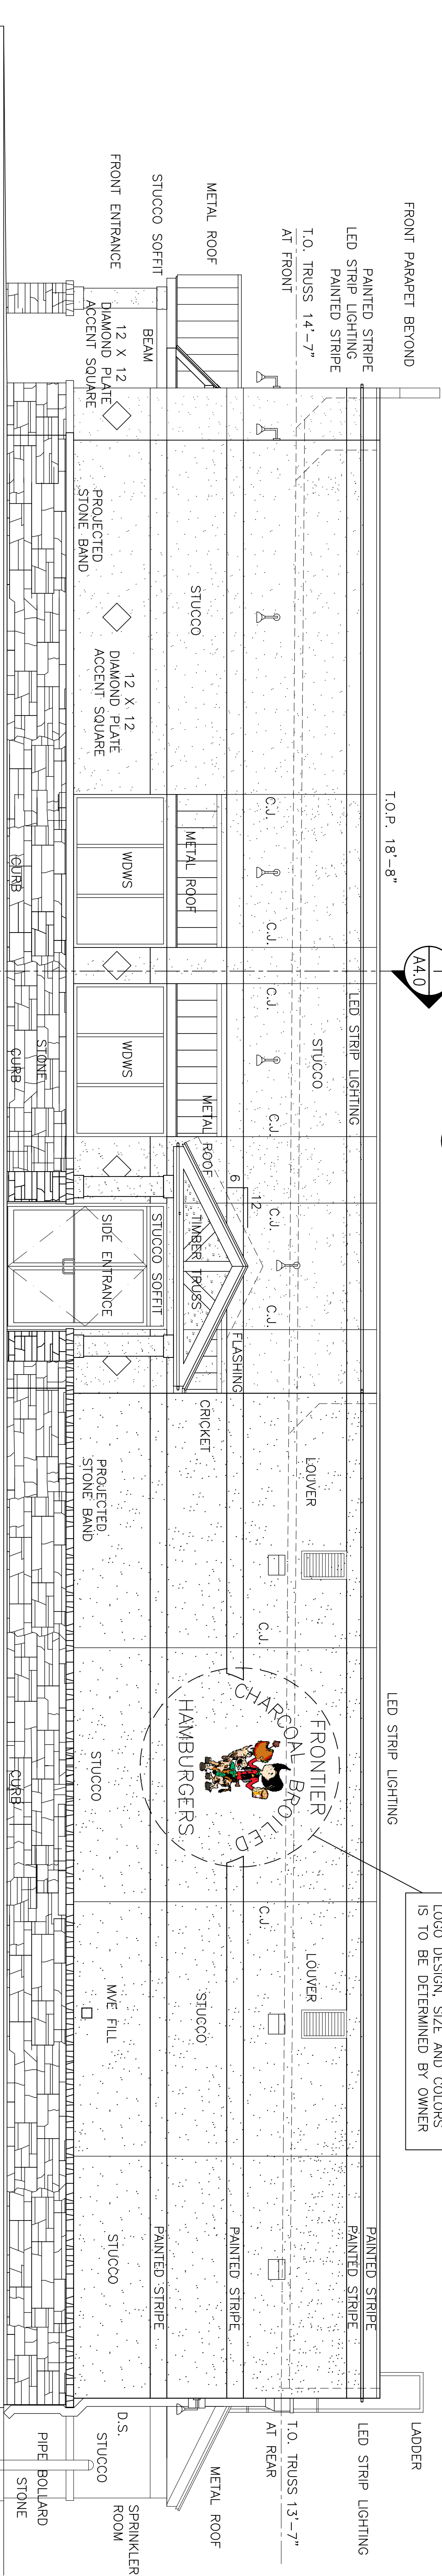 FRONT PARAPET BEYOND
PAINTED STRIPE
LED STRIP LIGHTING
PAINTED STRIPE
T.O. TRUSS 14'-7"
AT FRONT
METAL ROOF
STUCCO SOFFIT
FRONT ENTRANCE
BEAM
12 X 12
DIAMOND PLATE
ACCENT SQUARE
PROJECTED
STONE BAND
STUCCO
12 X 12
DIAMOND PLATE
ACCENT SQUARE
T.O.P. 18'-8"
C.J.
METAL ROOF
WDWS
CURB
C.J.
A4.0
LED STRIP LIGHTING
STUCCO
C.J.
WDWS
STONE
CURB
C.J.
METAL ROOF
6
12
C.J.
TIMBER TRUSS
STUCCO SOFFIT
SIDE ENTRANCE
C.J.
FLASHING
CRICKET
LOUVER
PROJECTED
STONE BAND
C.J.
LED STRIP LIGHTING
FRONTIER
CHARCOAL BROILED
HAMBURGERS
STUCCO
CURB
LOGO DESIGN, SIZE AND COLORS
IS TO BE DETERMINED BY OWNER
C.J.
LOUVER
STUCCO
MVE FILL
PAINTED STRIPE
PAINTED STRIPE
PAINTED STRIPE
PAINTED STRIPE
STUCCO
LADDER
LED STRIP LIGHTING
T.O. TRUSS 13'-7"
AT REAR
METAL ROOF
SPRINKLER
ROOM
D.S.
STUCCO
PIPE BOLLARD
STONE